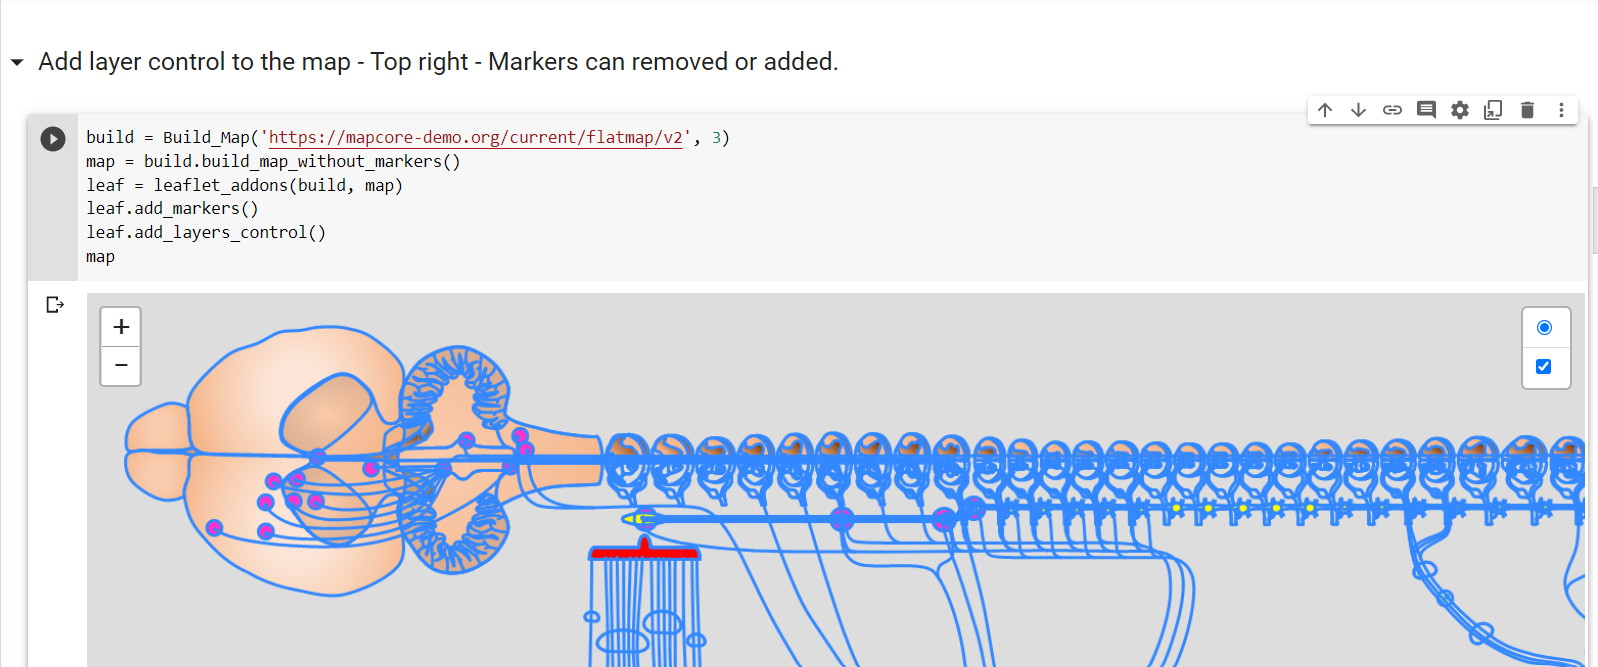 Add layer control to the map - Top right - Markers can removed or added.
build = Build_Map('https://mapcore-demo.org/current/flatmap/v2', 3)
map = build.build_map_without_markers()
leaf = leaflet_addons(build, map)
leaf.add_markers()
leaf.add_layers_control()
map
+
−